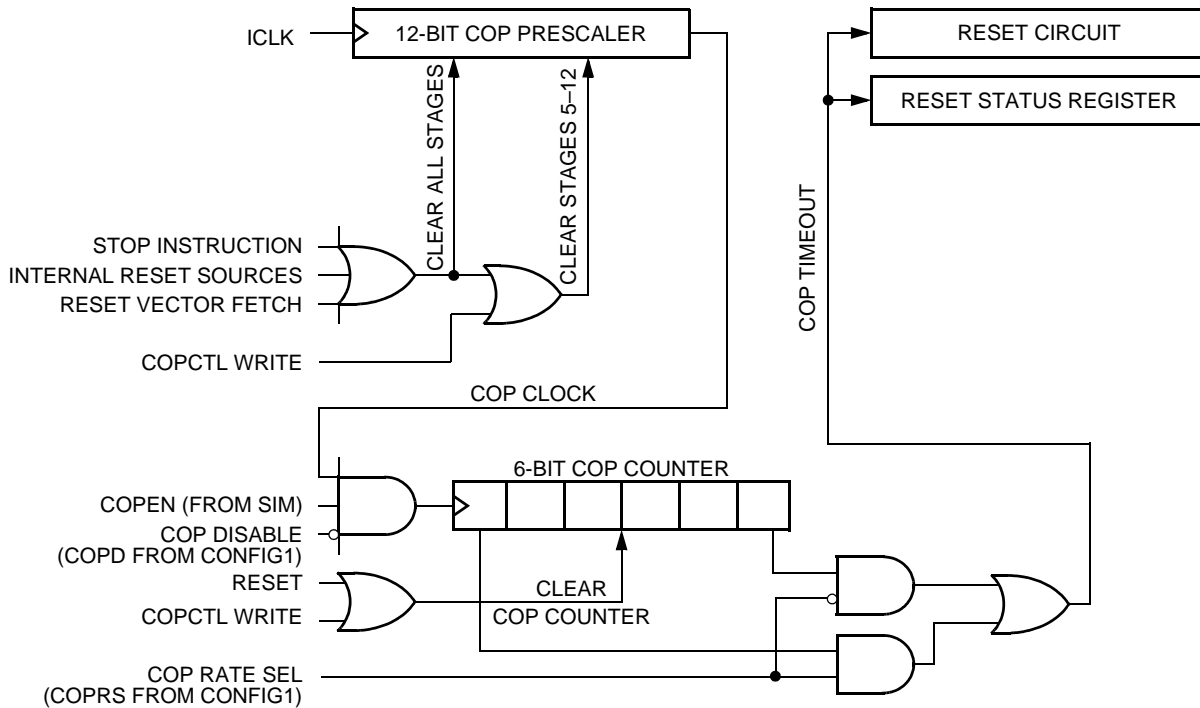 ICLK
12-BIT COP PRESCALER
RESET CIRCUIT
RESET STATUS REGISTER
CLEAR ALL STAGES
CLEAR STAGES 5–12
COP TIMEOUT
STOP INSTRUCTION
INTERNAL RESET SOURCES
RESET VECTOR FETCH
COPCTL WRITE
COP CLOCK
6-BIT COP COUNTER
COPEN (FROM SIM)
COP DISABLE
(COPD FROM CONFIG1)
RESET
COPCTL WRITE
CLEAR
COP COUNTER
COP RATE SEL
(COPRS FROM CONFIG1)